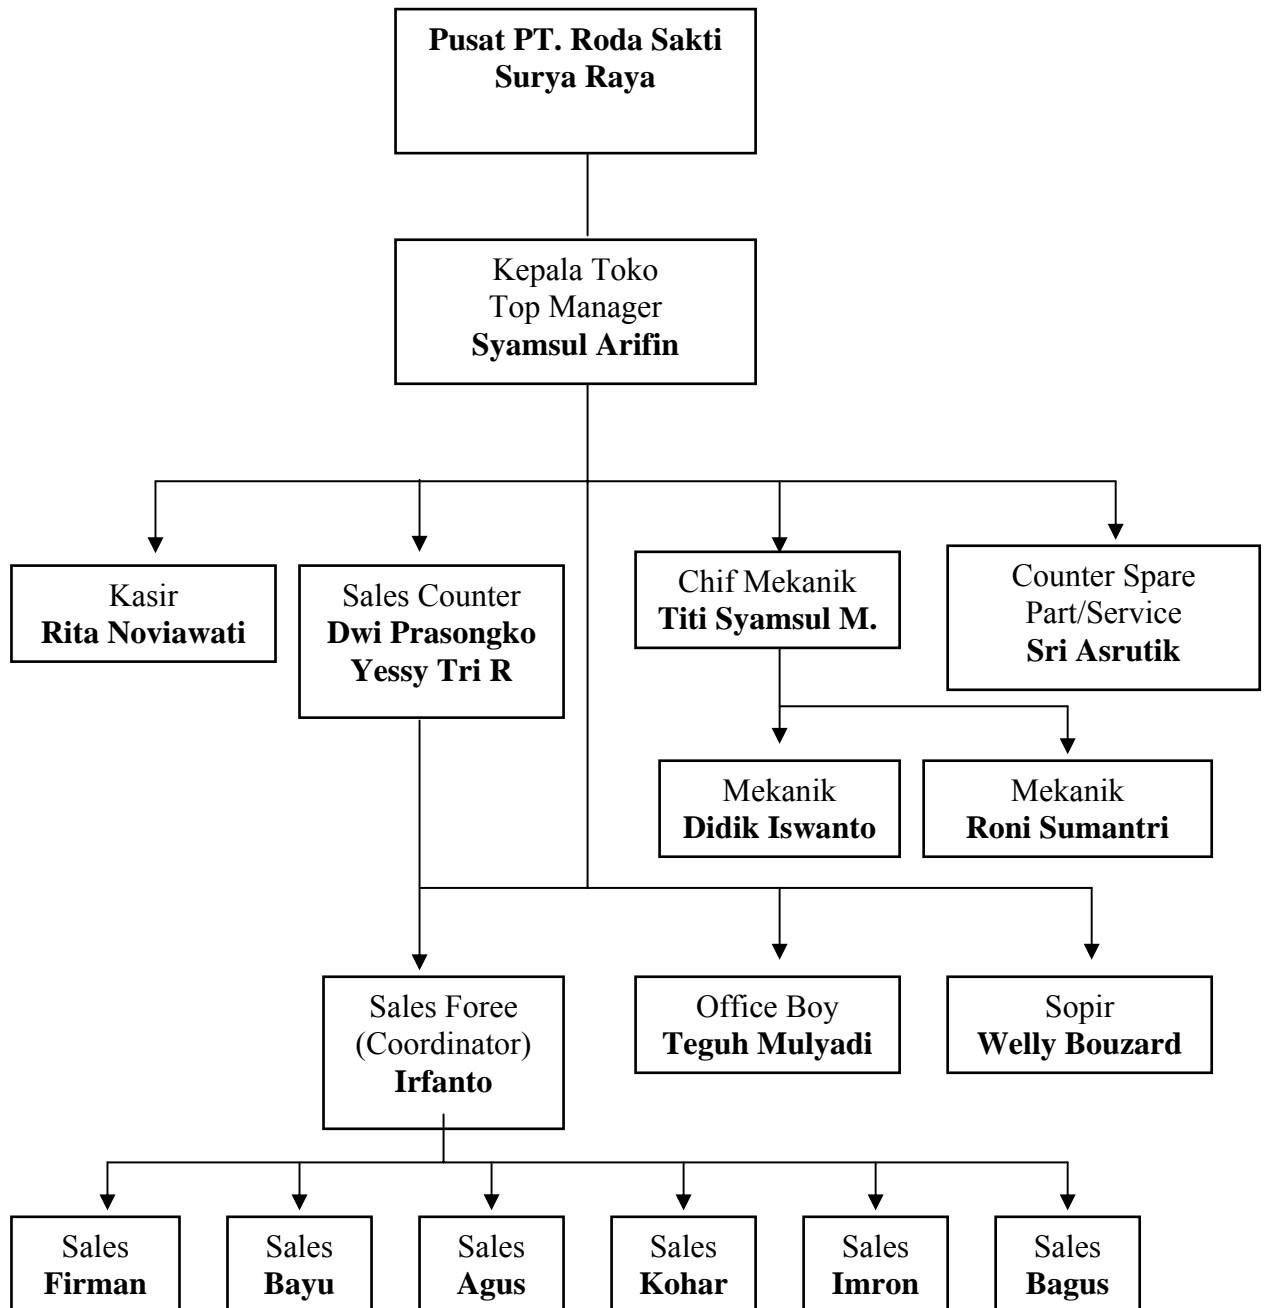 Pusat PT. Roda Sakti
Surya Raya
Kepala Toko
Top Manager
Syamsul Arifin
Kasir
Rita Noviawati
Sales Counter
Dwi Prasongko
Yessy Tri R
Chif Mekanik
Titi Syamsul M.
Counter Spare
Part/Service
Sri Asrutik
Mekanik
Didik Iswanto
Mekanik
Roni Sumantri
Sales Foree
(Coordinator)
Irfanto
Office Boy
Teguh Mulyadi
Sopir
Welly Bouzard
Sales
Firman
Sales
Bayu
Sales
Agus
Sales
Kohar
Sales
Imron
Sales
Bagus